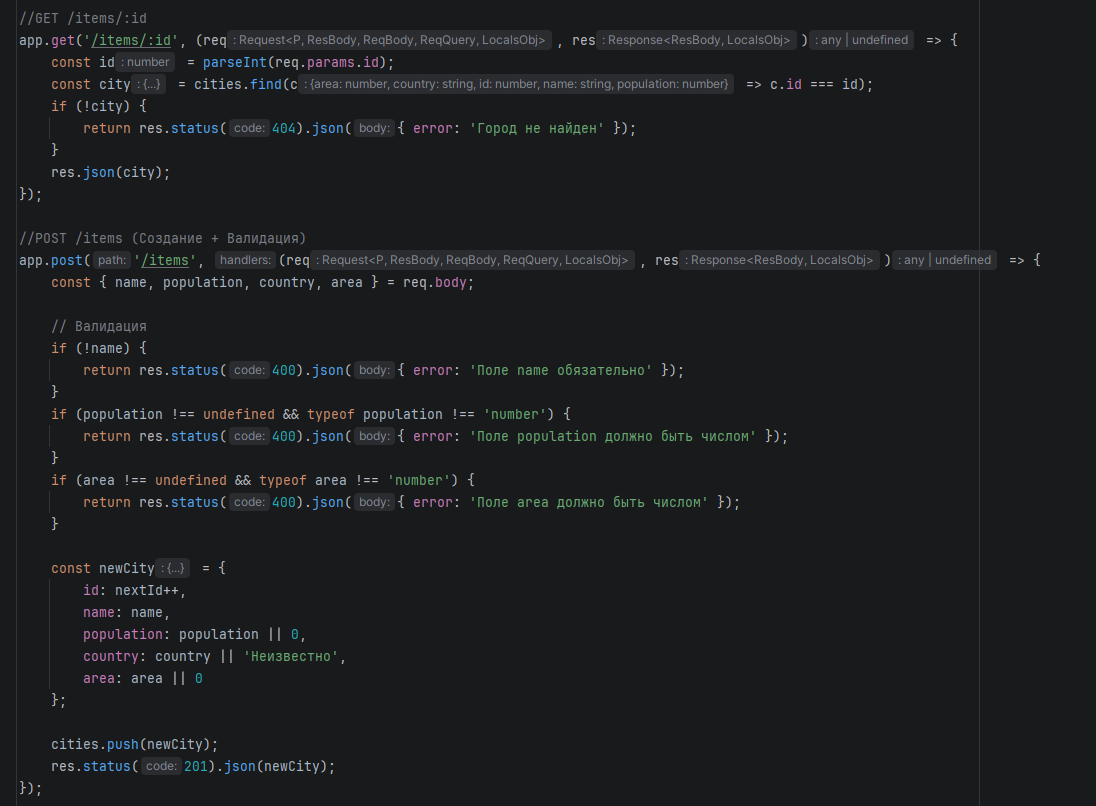 //GET /items/:id
app.get('/items/:id', (req : Request<P, ResBody, ReqBody, ReqQuery, LocalsObj> , res : Response<ResBody, LocalsObj> ) : any | undefined => {
    const id : number = parseInt(req.params.id);
    const city : {...} = cities.find(c : {area: number, country: string, id: number, name: string, population: number} => c.id === id);
    if (!city) {
        return res.status( code: 404).json( body: { error: 'Город не найден' });
    }
    res.json(city);
});

//POST /items (Создание + Валидация)
app.post( path: '/items', handlers: (req : Request<P, ResBody, ReqBody, ReqQuery, LocalsObj> , res : Response<ResBody, LocalsObj> ) : any | undefined => {
    const { name, population, country, area } = req.body;

    // Валидация
    if (!name) {
        return res.status( code: 400).json( body: { error: 'Поле name обязательно' });
    }
    if (population !== undefined && typeof population !== 'number') {
        return res.status( code: 400).json( body: { error: 'Поле population должно быть числом' });
    }
    if (area !== undefined && typeof area !== 'number') {
        return res.status( code: 400).json( body: { error: 'Поле area должно быть числом' });
    }

    const newCity : {...} = {
        id: nextId++,
        name: name,
        population: population || 0,
        country: country || 'Неизвестно',
        area: area || 0
    };

    cities.push(newCity);
    res.status( code: 201).json(newCity);
});